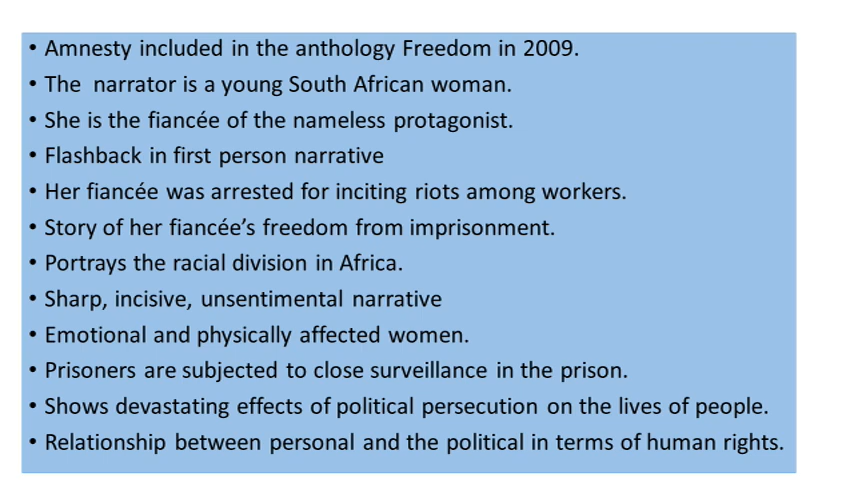 • Amnesty included in the anthology Freedom in 2009.
• The narrator is a young South African woman.
• She is the fiancée of the nameless protagonist.
• Flashback in first person narrative
• Her fiancée was arrested for inciting riots among workers.
• Story of her fiancée’s freedom from imprisonment.
• Portrays the racial division in Africa.
• Sharp, incisive, unsentimental narrative
• Emotional and physically affected women.
• Prisoners are subjected to close surveillance in the prison.
• Shows devastating effects of political persecution on the lives of people.
• Relationship between personal and the political in terms of human rights.